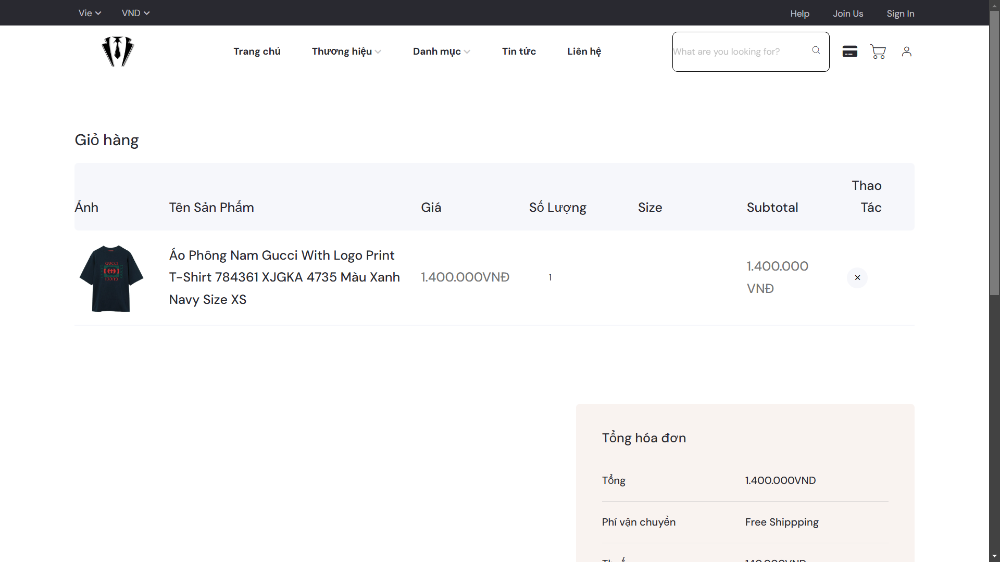 Vie VND Help Join Us Sign In
Trang chủ Thương hiệu Danh mục Tin tức Liên hệ What are you looking for?
Giỏ hàng
Ảnh Tên Sản Phẩm Giá Số Lượng Size Subtotal Thao Tác
GUCCI
Áo Phông Nam Gucci With Logo Print
T-Shirt 784361 XJGKA 4735 Màu Xanh
Navy Size XS
1.400.000VNĐ
1
1.400.000
VNĐ
Tổng hóa đơn
Tổng 1.400.000VND
Phí vận chuyển Free Shippping